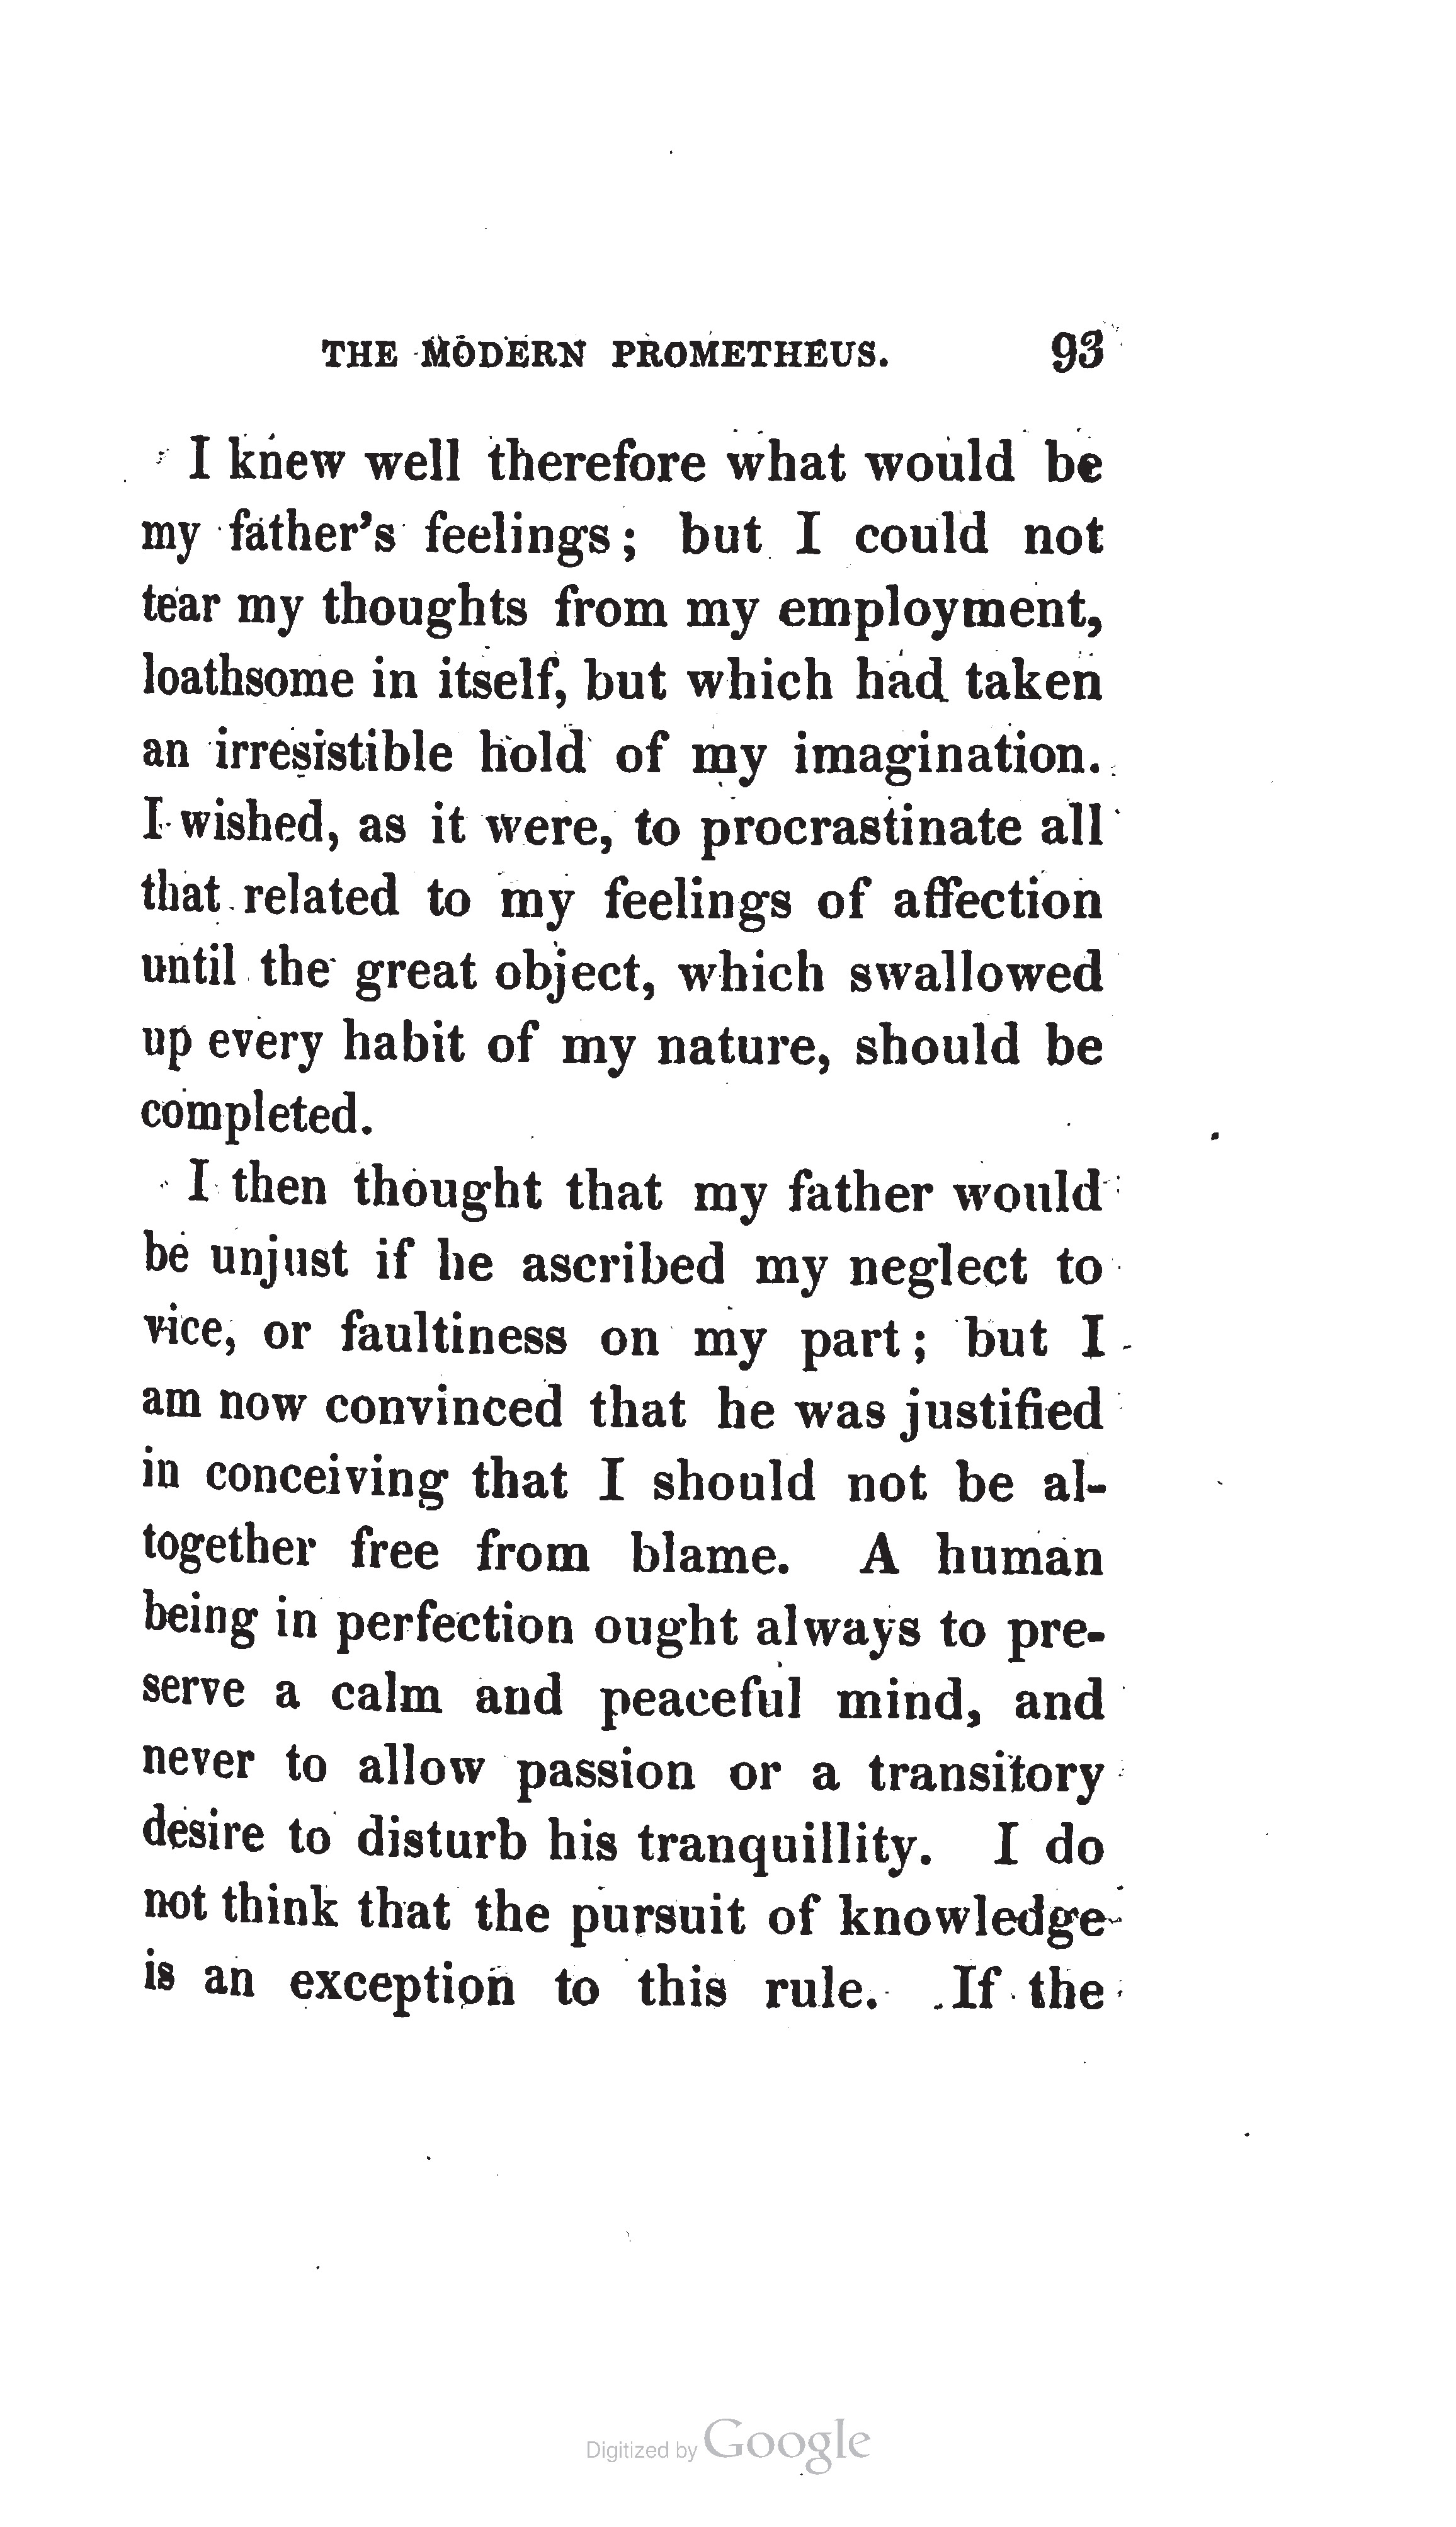 THE MODERN PROMETHEUS. 93
I knew well therefore what would be
my father's feelings; but I could not
tear my thoughts from my employment,
loathsome in itself, but which had taken
an irresistible hold of my imagination.
I wished, as it were, to procrastinate all
that related to my feelings of affection
until the great object, which swallowed
up every habit of my nature, should be
completed.
I then thought that my father would
be unjust if he ascribed my neglect to
vice, or faultiness on my part; but I
am now convinced that he was justified
in conceiving that I should not be al-
together free from blame. A human
being in perfection ought always to pre-
serve a calm and peaceful mind, and
never to allow passion or a transitory
desire to disturb his tranquillity. I do
not think that the pursuit of knowledge
is an exception to this rule. If the
Digitized by Google